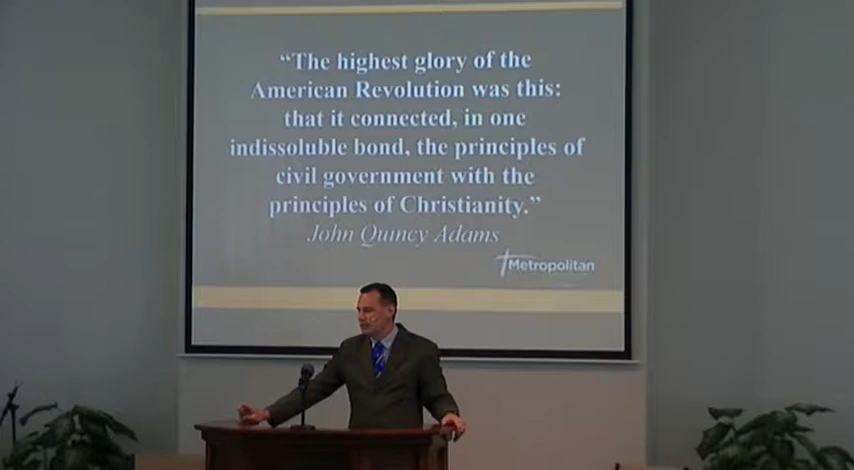 “The highest glory of the
American Revolution was this:
that it connected, in one
indissoluble bond, the principles of
civil government with the
principles of Christianity.”
John Quincy Adams
Metropolitan